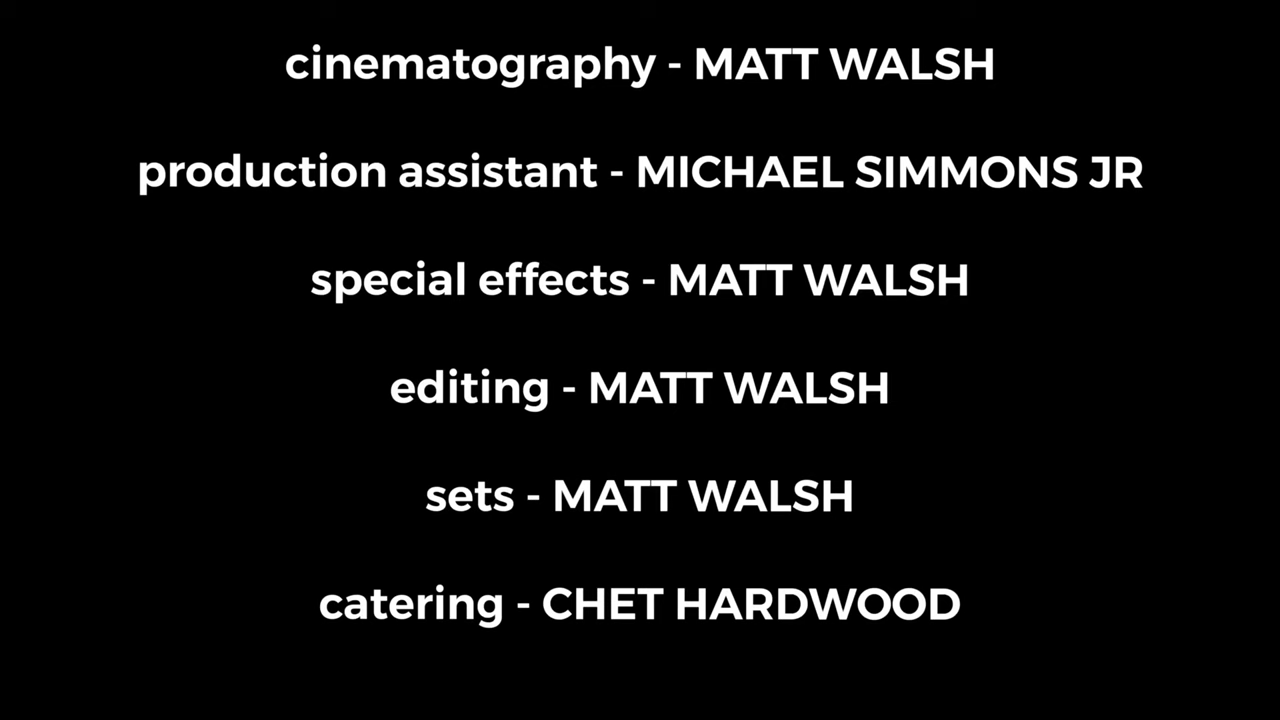 cinematography - MATT WALSH
production assistant - MICHAEL SIMMONS JR
special effects - MATT WALSH
editing - MATT WALSH
sets - MATT WALSH
catering - CHET HARDWOOD